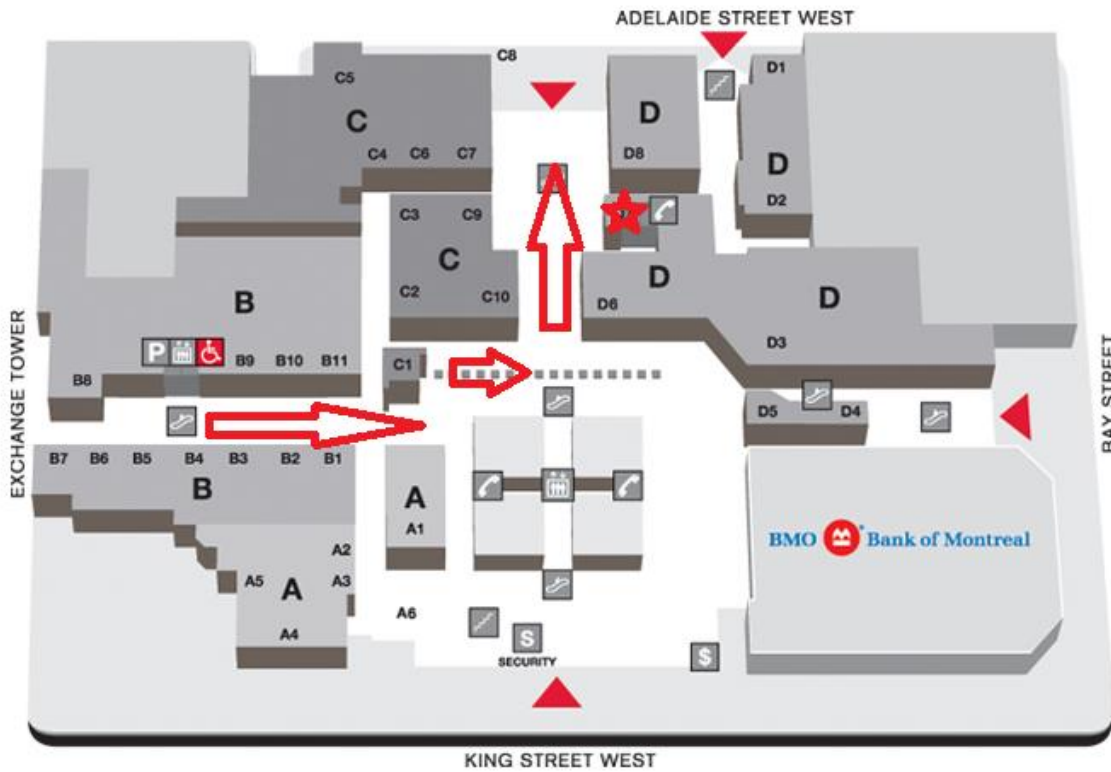 ADELAIDE STREET WEST
C8
D1
C5
C
D
C4 C6 C7
D8
D
D2
C3 C9
C
D
C2 C10
D6
D
B
D3
EXCHANGE TOWER
P
B9 B10 B11
C1
B8
D5 D4
BAY STREET
B7 B6 B5 B4 B3 B2 B1
B
A
A1
BMO Bank of Montreal
A2
A5 A3
A
A6
A4
S
SECURITY
$
KING STREET WEST